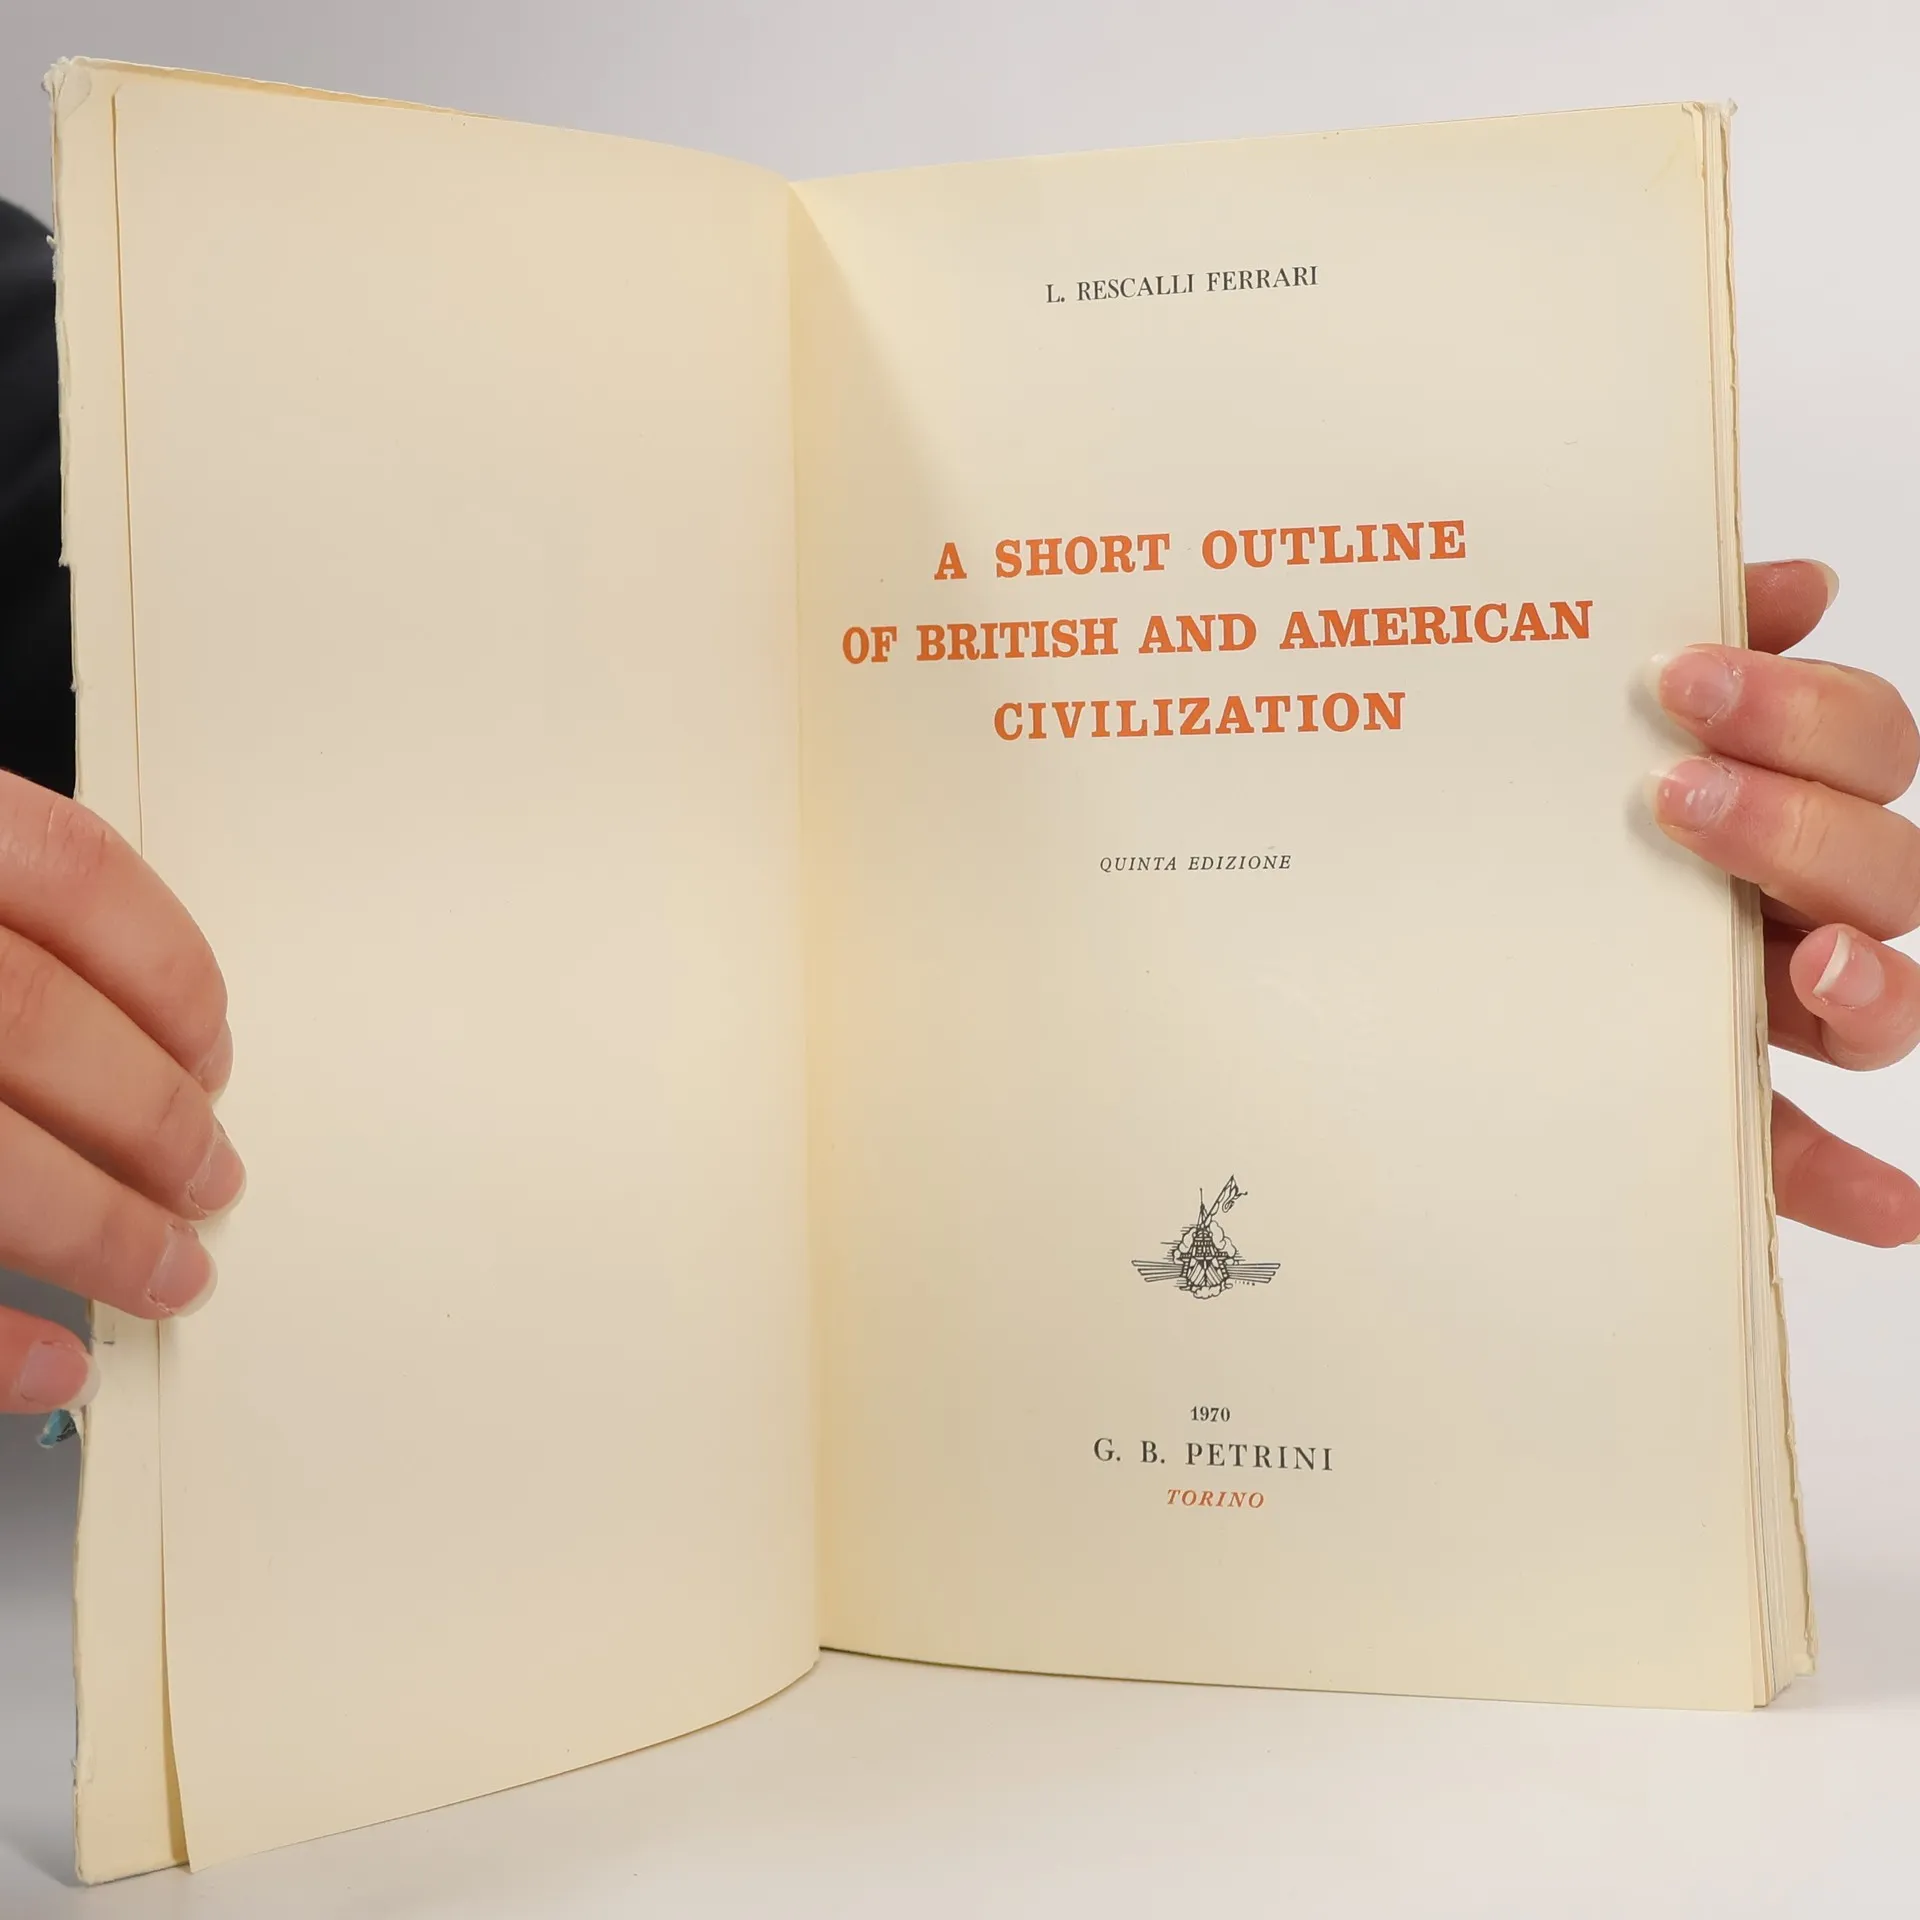 L. RESCALLI FERRARI
A SHORT OUTLINE
OF BRITISH AND AMERICAN
CIVILIZATION
QUINTA EDIZIONE
1970
G. B. PETRINI
TORINO